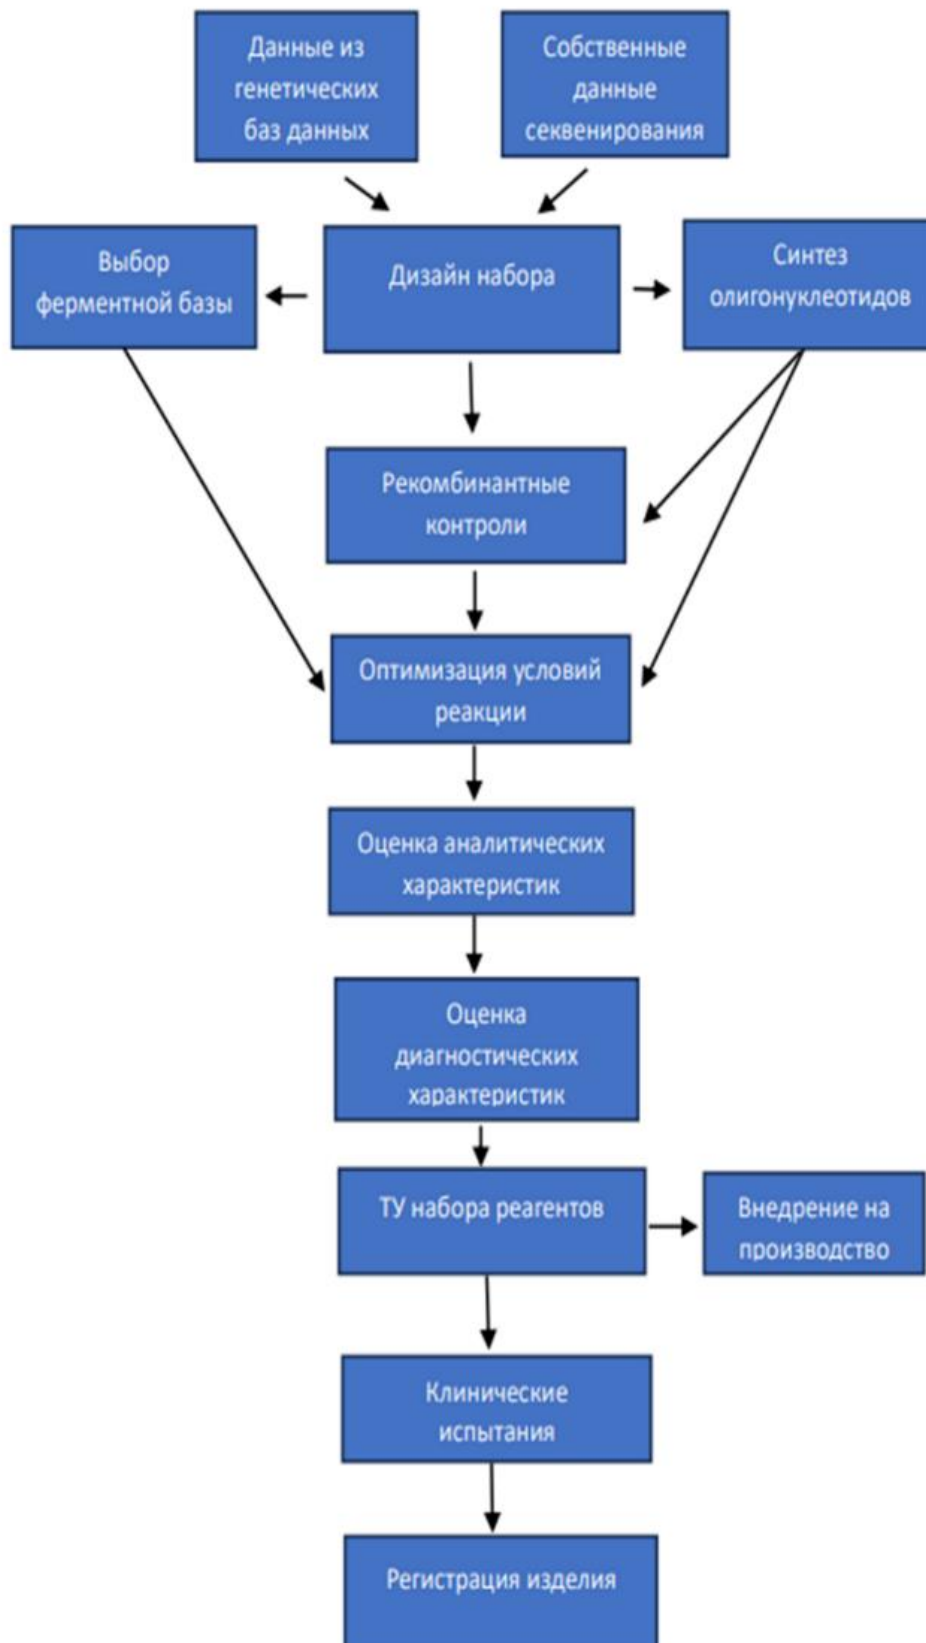 Данные из
генетических
баз данных
Собственные
данные
секвенирования
Выбор
ферментной базы
Дизайн набора
Синтез
олигонуклеотидов
Рекомбинантные
контроли
Оптимизация условий
реакции
Оценка аналитических
характеристик
Оценка
диагностических
характеристик
ТУ набора реагентов
Внедрение на
производство
Клинические
испытания
Регистрация изделия